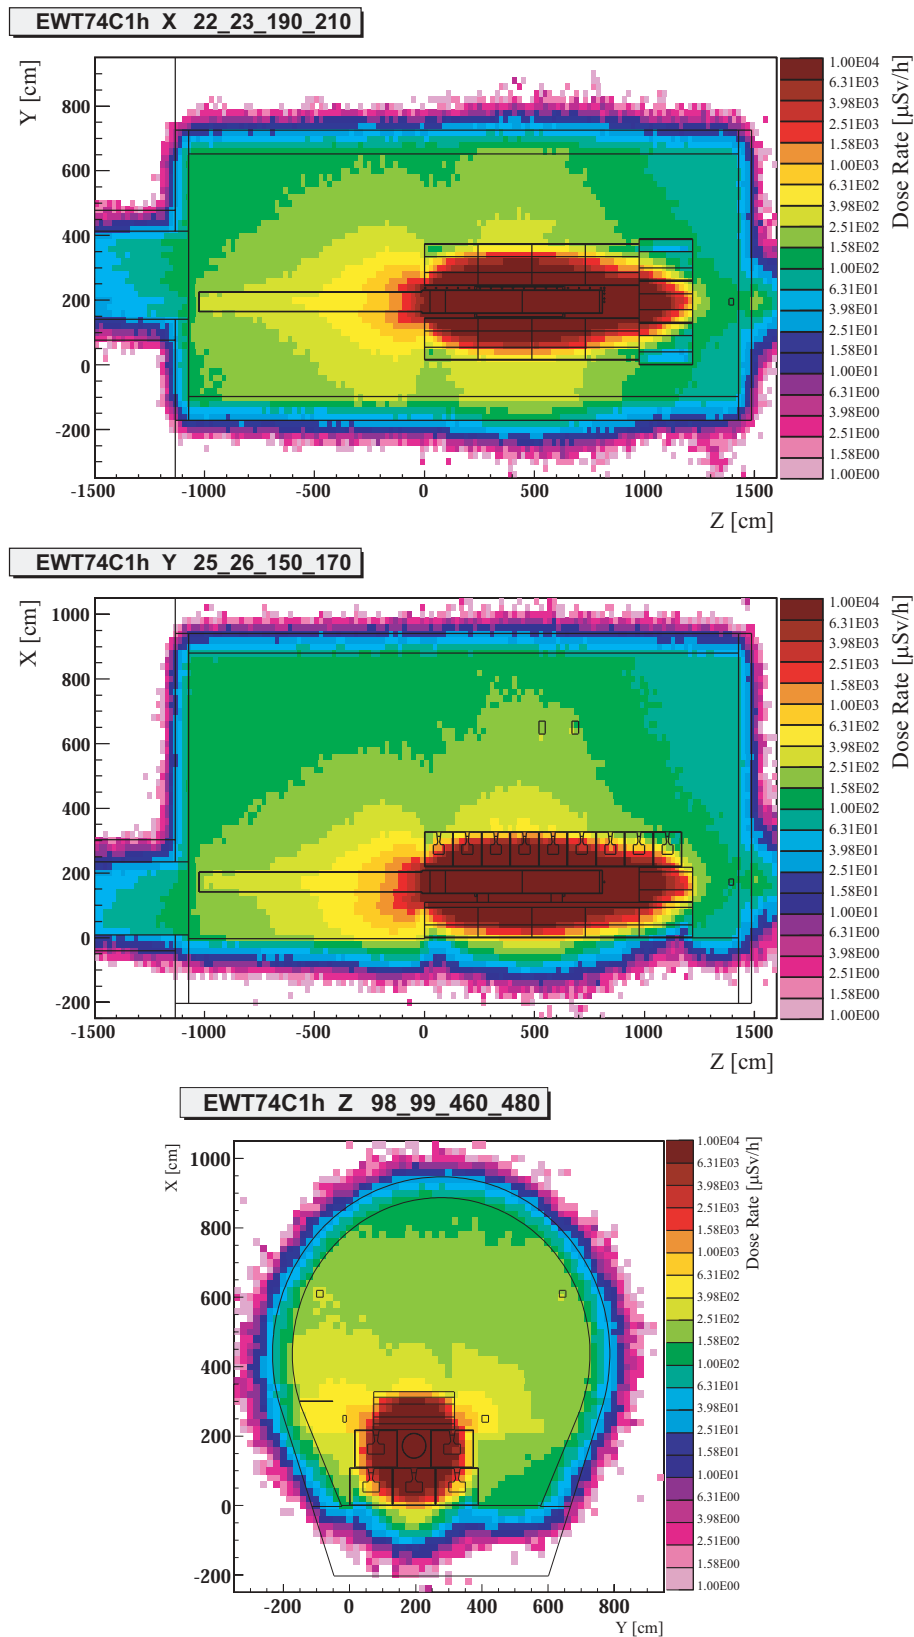 EWT74C1h X 22_23_190_210
Y [cm]
800
600
400
200
0
-200
-1500
-1000
-500
0
500
1000
1500
Z [cm]
1.00E04
6.31E03
3.98E03
2.51E03
1.58E03
1.00E03
6.31E02
3.98E02
2.51E02
1.58E02
1.00E02
6.31E01
3.98E01
2.51E01
1.58E01
1.00E01
6.31E00
3.98E00
2.51E00
1.58E00
1.00E00
Dose Rate [µSv/h]
EWT74C1h Y 25_26_150_170
X [cm]
1000
800
600
400
200
0
-200
-1500
-1000
-500
0
500
1000
1500
Z [cm]
1.00E04
6.31E03
3.98E03
2.51E03
1.58E03
1.00E03
6.31E02
3.98E02
2.51E02
1.58E02
1.00E02
6.31E01
3.98E01
2.51E01
1.58E01
1.00E01
6.31E00
3.98E00
2.51E00
1.58E00
1.00E00
Dose Rate [µSv/h]
EWT74C1h Z 98_99_460_480
X [cm]
1000
800
600
400
200
0
-200
-200
0
200
400
600
800
Y [cm]
1.00E04
6.31E03
3.98E03
2.51E03
1.58E03
1.00E03
6.31E02
3.98E02
2.51E02
1.58E02
1.00E02
6.31E01
3.98E01
2.51E01
1.58E01
1.00E01
6.31E00
3.98E00
2.51E00
1.58E00
1.00E00
Dose Rate [µSv/h]